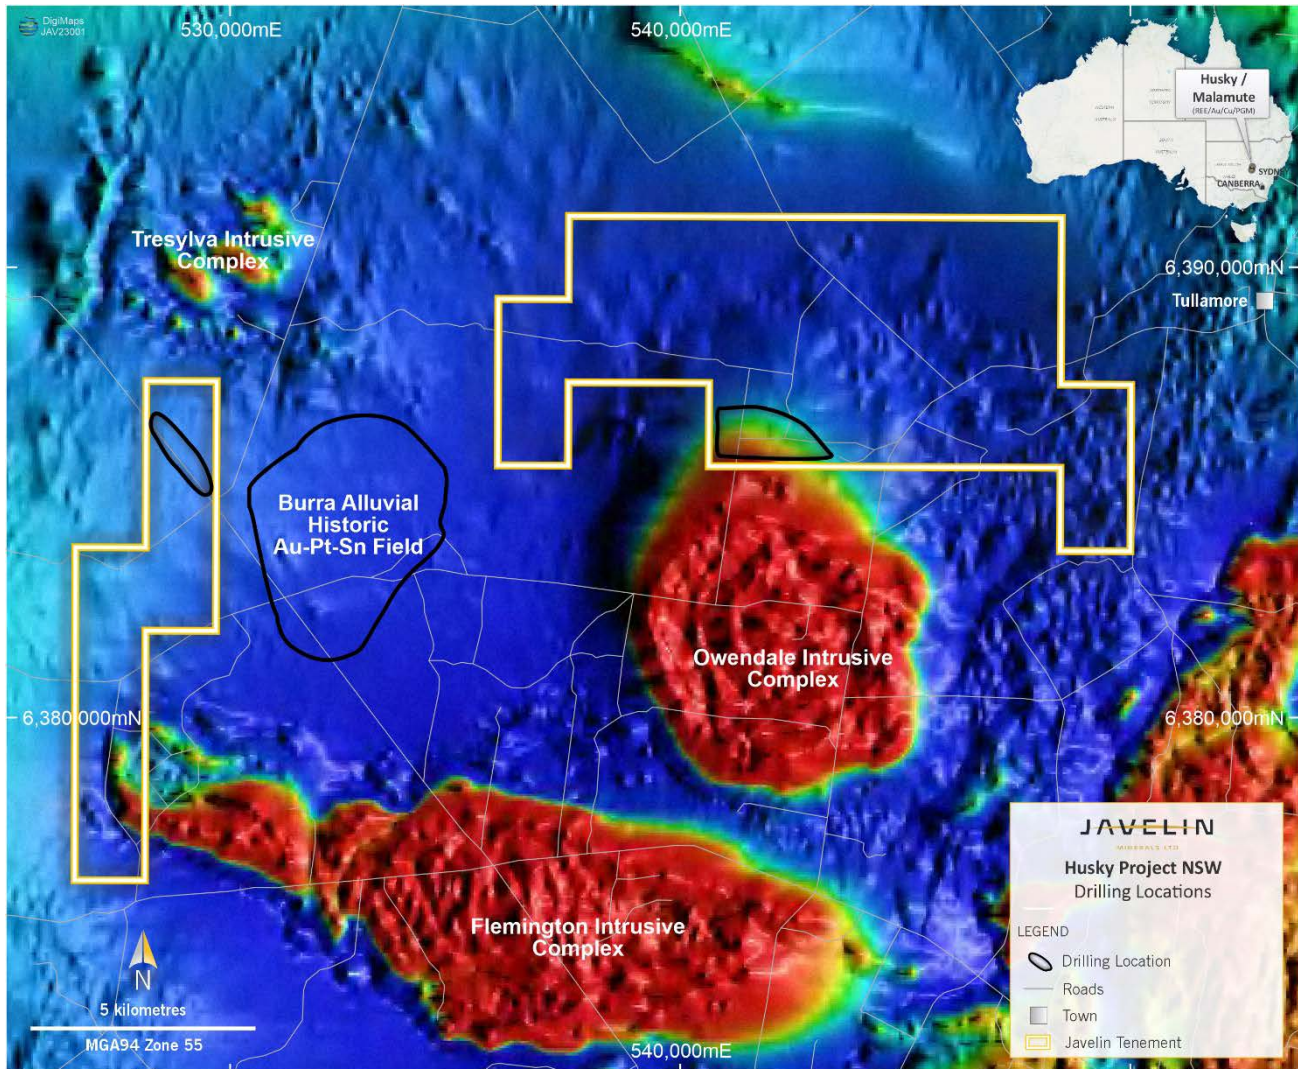 DigiMaps
JAV23001
530,000mE
540,000mE
Husky /
Malamute
(REE/Au/Cu/PGM)
SYDNEY
CANBERRA
Tresylva Intrusive
Complex
6,390,000mN
Tullamore
Burra Alluvial
Historic
Au-Pt-Sn Field
Owendale Intrusive
Complex
6,380,000mN
6,380,000mN
Flemington Intrusive
Complex
N
5 kilometres
MGA94 Zone 55
540,000mE
JAVELIN
MINERALS LTD
Husky Project NSW
Drilling Locations
LEGEND
Drilling Location
Roads
Town
Javelin Tenement